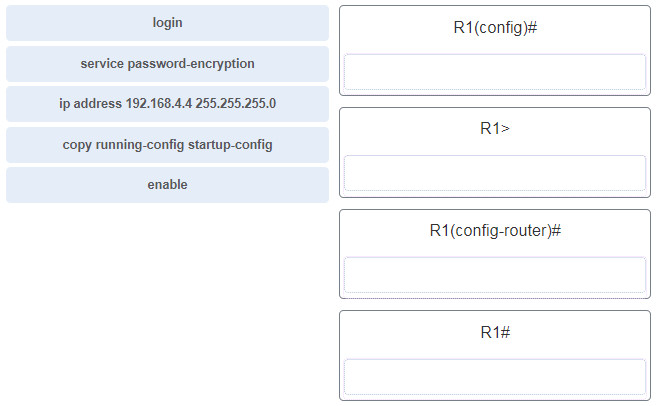 login
service password-encryption
ip address 192.168.4.4 255.255.255.0
copy running-config startup-config
enable
R1(config)#
R1>
R1(config-router)#
R1#